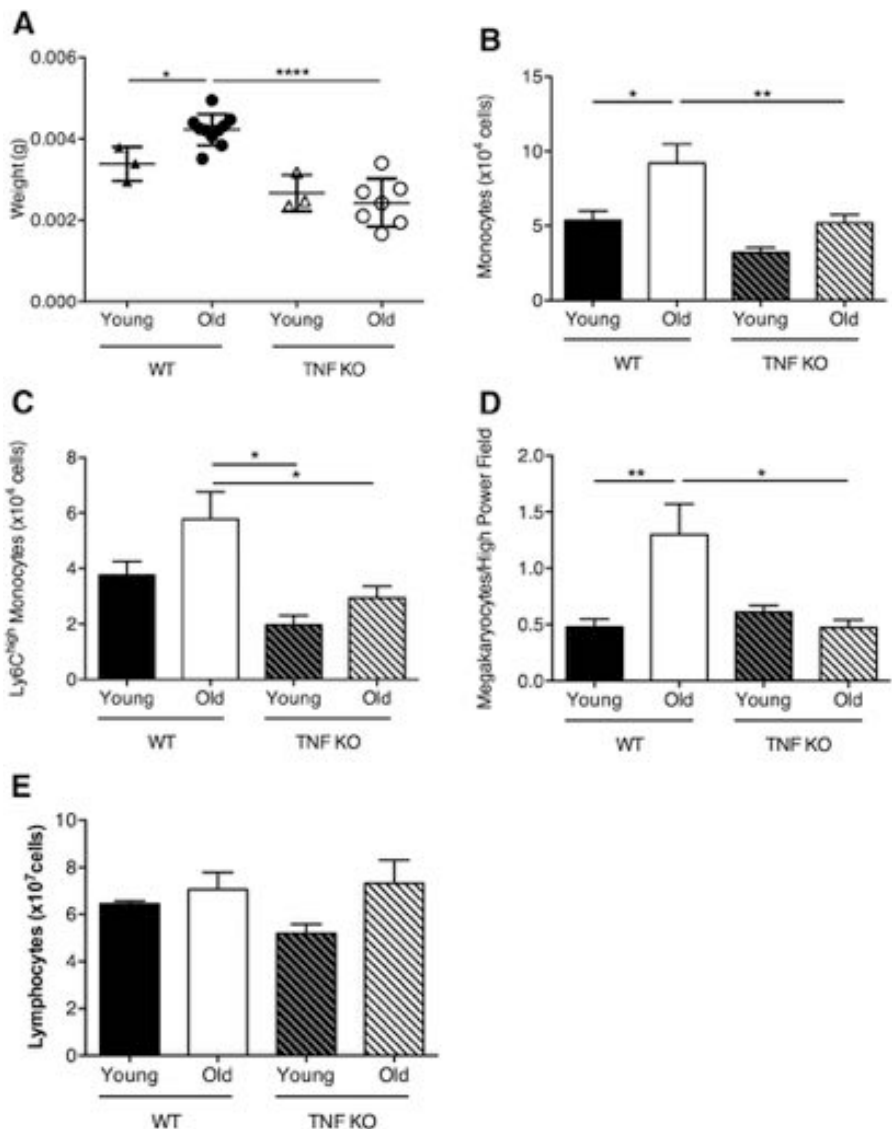 A
0.006
*
****
0.004
0.002
0.000
Weight (g)
Young Old Young Old
WT TNF KO
B
15
*
**
10
5
0
Monocytes (x10⁴ cells)
Young Old Young Old
WT TNF KO
C
8
*
*
6
4
2
0
Ly6Cʰⁱᵍʰ Monocytes (x10⁴ cells)
Young Old Young Old
WT TNF KO
D
2.0
**
*
1.5
1.0
0.5
0.0
Megakaryocytes/High Power Field
Young Old Young Old
WT TNF KO
E
10
8
6
4
2
0
Lymphocytes (x10⁷cells)
Young Old Young Old
WT TNF KO